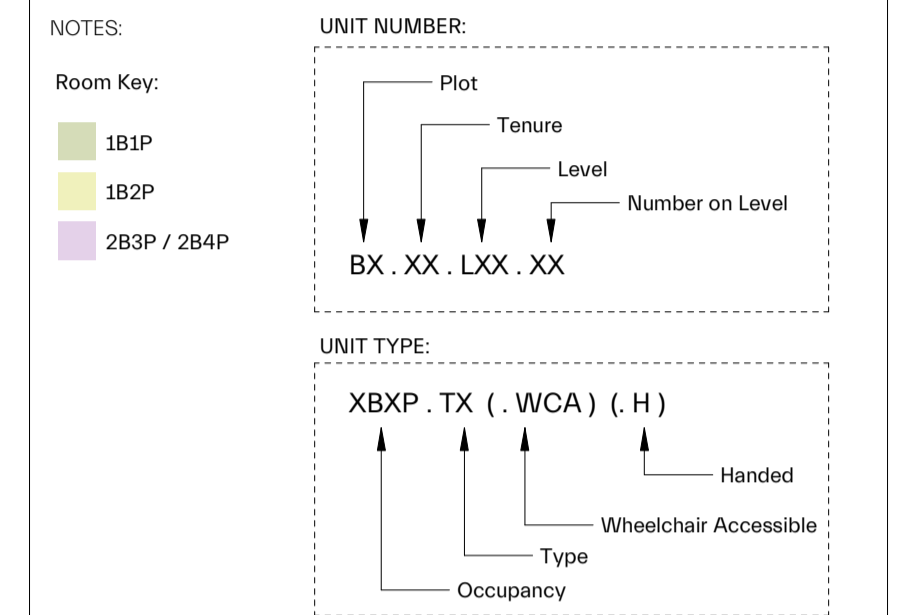 NOTES:
Room Key:
1B1P
1B2P
2B3P / 2B4P
UNIT NUMBER:
Plot
Tenure
Level
Number on Level
BX . XX . LXX . XX
UNIT TYPE:
XBXP . TX ( . WCA ) (. H )
Handed
Wheelchair Accessible
Type
Occupancy